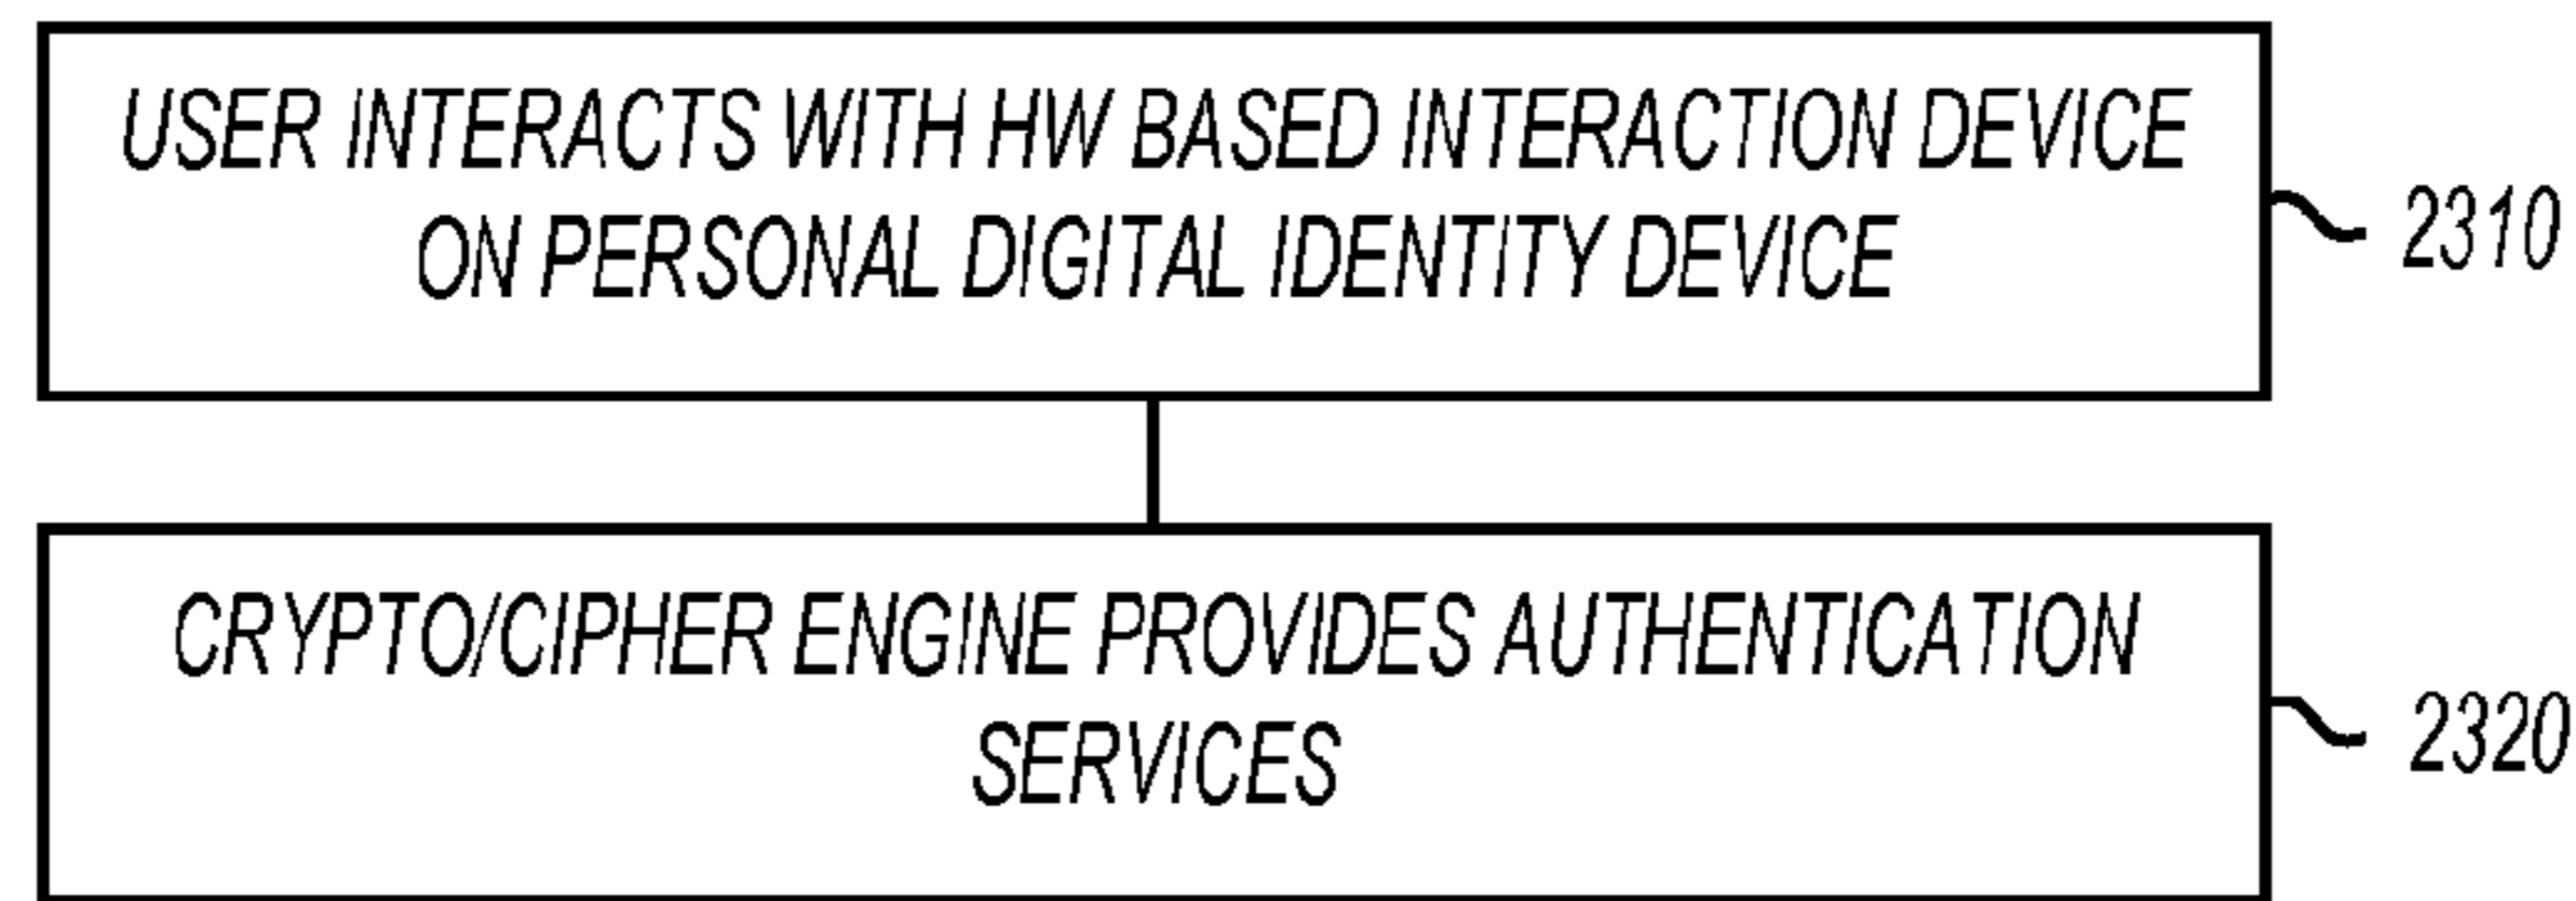 USER INTERACTS WITH HW BASED INTERACTION DEVICE
ON PERSONAL DIGITAL IDENTITY DEVICE
2310
CRYPTO/CIPHER ENGINE PROVIDES AUTHENTICATION
SERVICES
2320